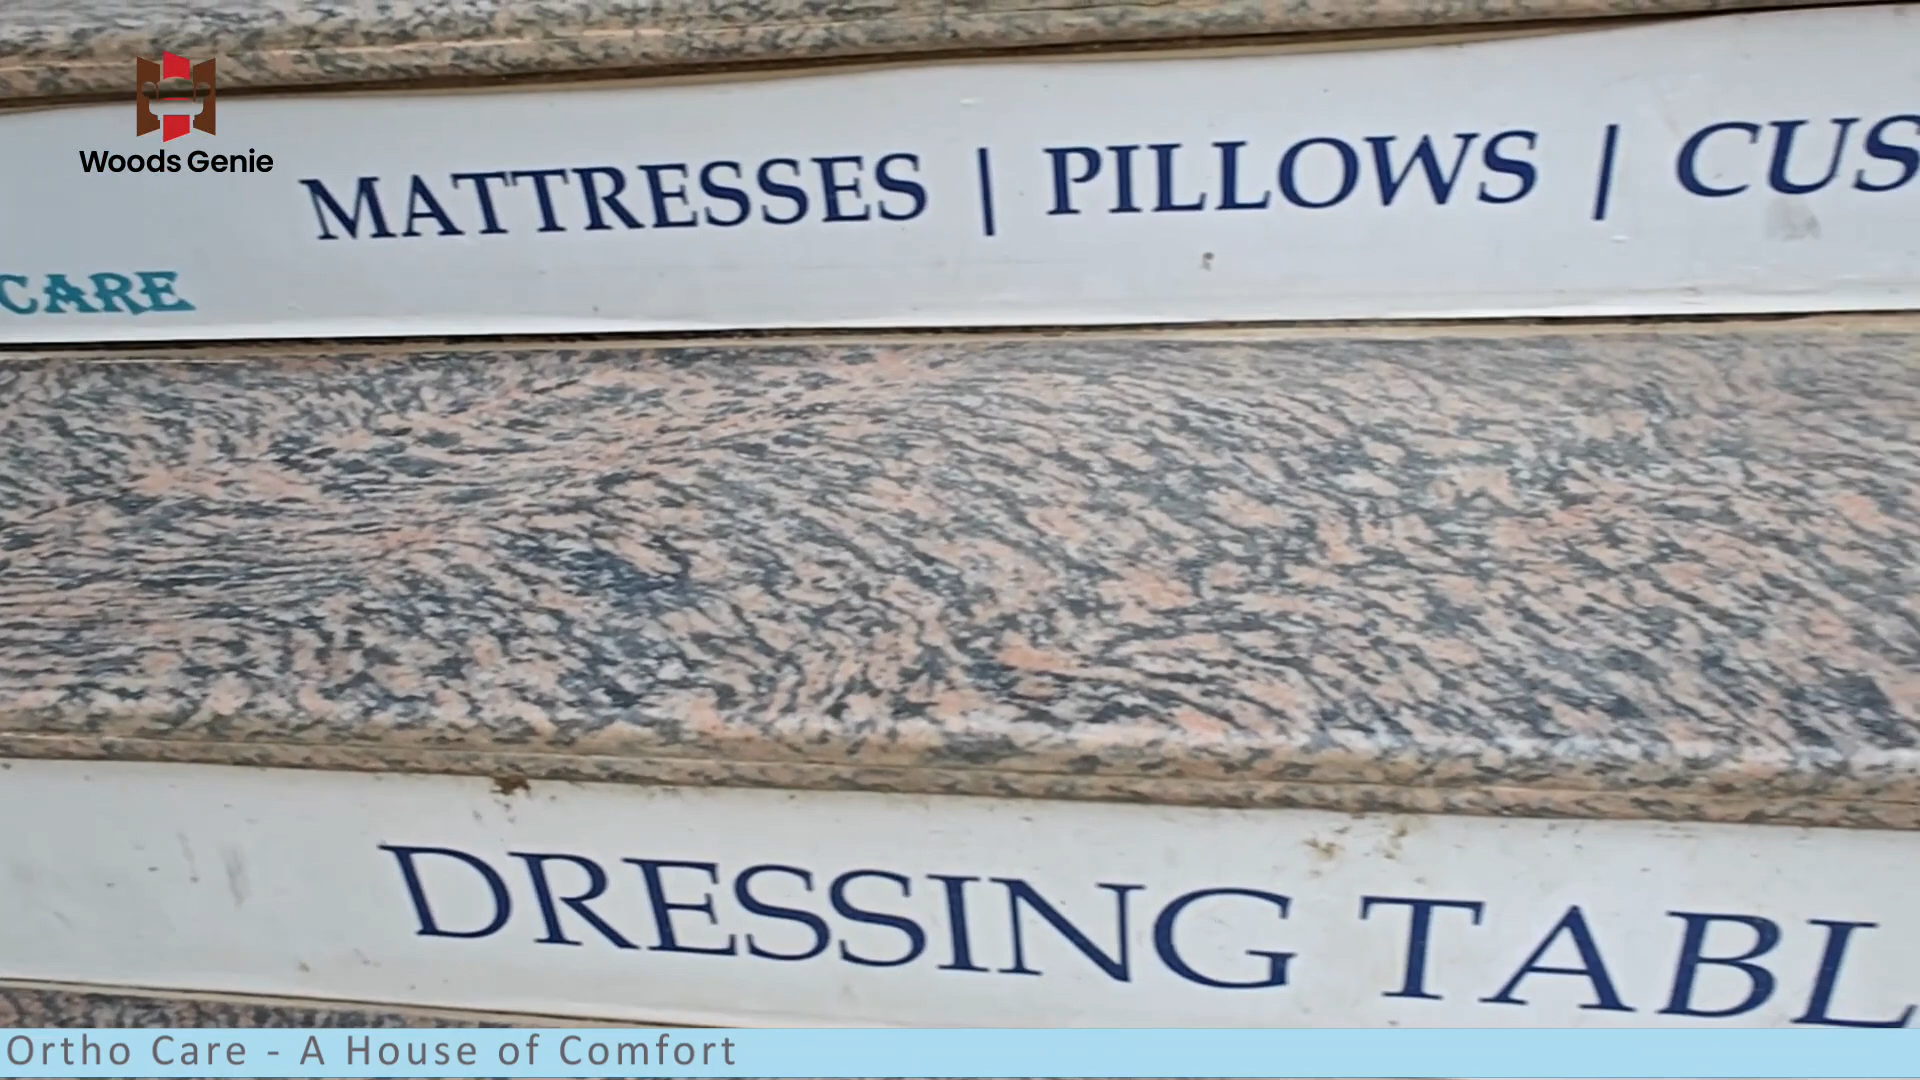 Woods Genie
MATTRESSES | PILLOWS | CUS
CARE
DRESSING TABL
Ortho Care - A House of Comfort